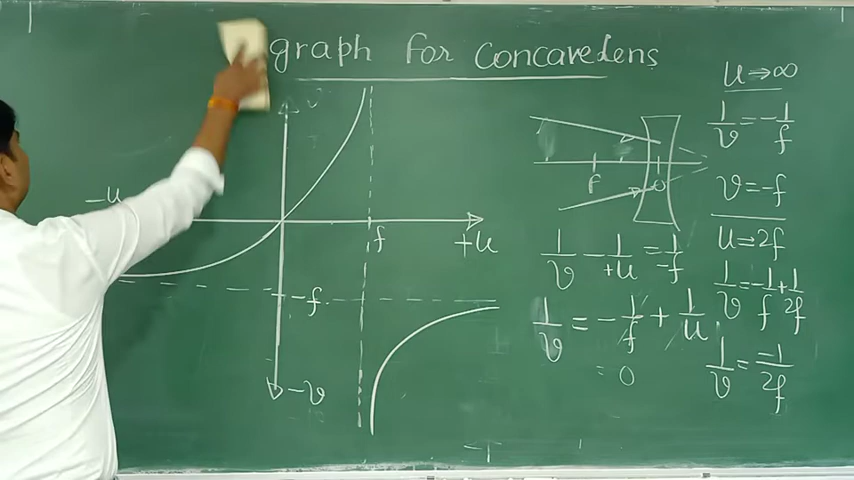 graph for Concave lens
u ⇒ ∞
1/v = -1/f
v = -f
u ⇒ 2f
1/v = -1/f + 1/2f
1/v = -1/2f
f
O
1/v - 1/+u = 1/-f
1/v = -1/f + 1/u
= 0
v
-u
f
+u
-f
-v